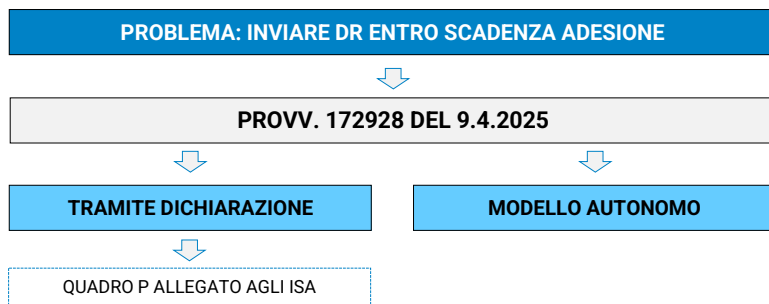 PROBLEMA: INVIARE DR ENTRO SCADENZA ADESIONE
PROVV. 172928 DEL 9.4.2025
TRAMITE DICHIARAZIONE
MODELLO AUTONOMO
QUADRO P ALLEGATO AGLI ISA